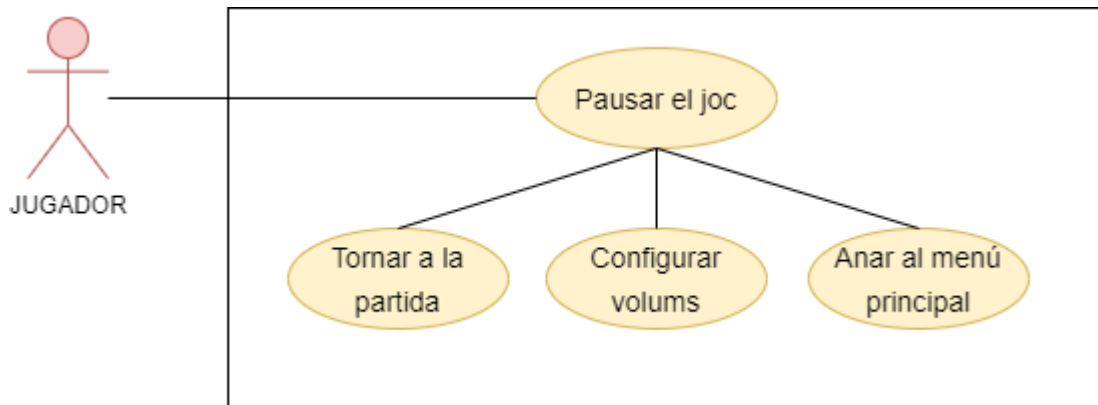 Pausar el joc
JUGADOR
Tornar a la
partida
Configurar
volums
Anar al menú
principal